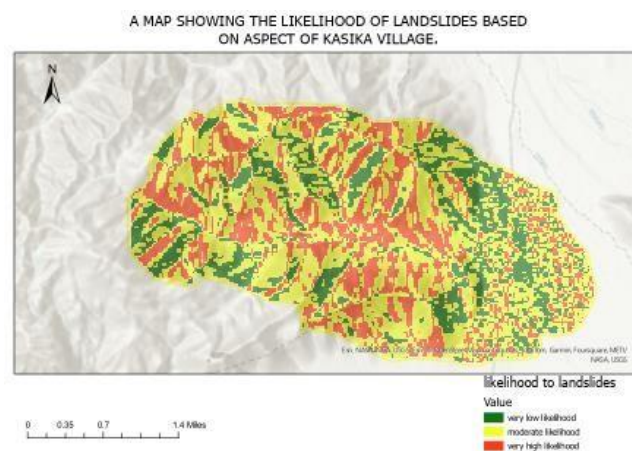 A MAP SHOWING THE LIKELIHOOD OF LANDSLIDES BASED
ON ASPECT OF KASIKA VILLAGE.
N
Esri, Garmin, Foursquare, METI/
NASA, USGS
likelihood to landslides
Value
very low likelihood
moderate likelihood
very high likelihood
0 0.35 0.7 1.4 Miles